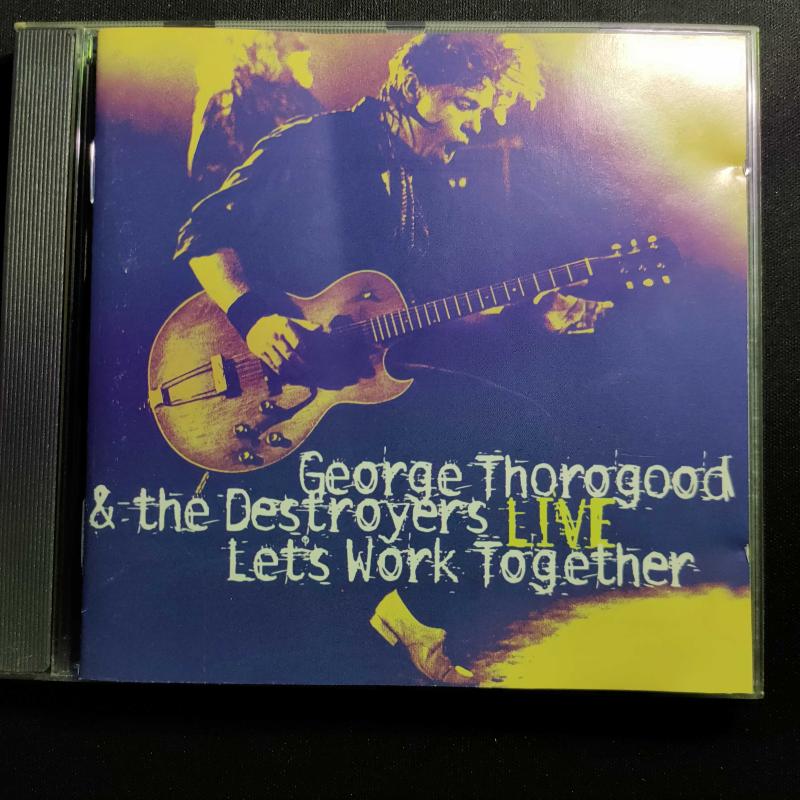 George Thorogood
& the Destroyers LIVE
Let's Work Together